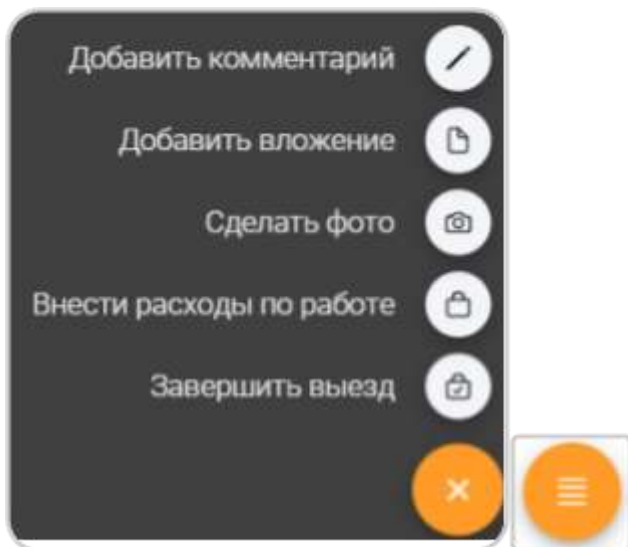 Добавить комментарий
Добавить вложение
Сделать фото
Внести расходы по работе
Завершить выезд